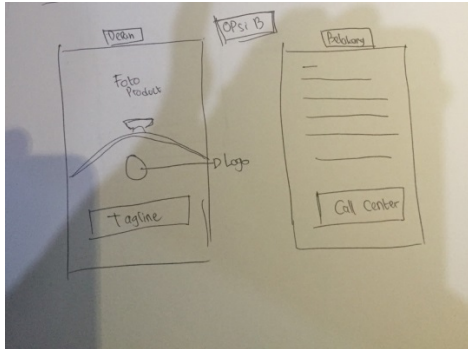 OPsi B
Depan
Foto
Product
Logo
Tagline
Belakang
Call Center